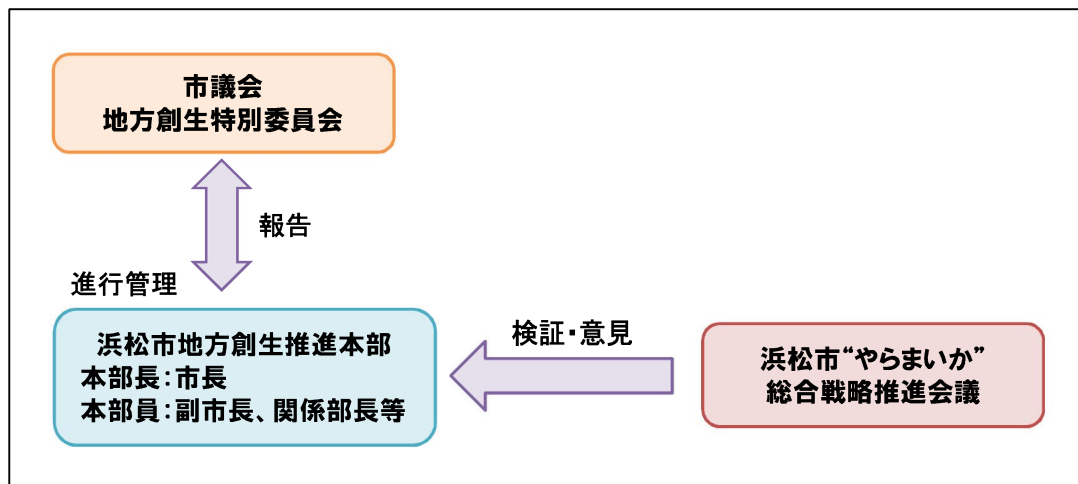 市議会
地方創生特別委員会
報告
進行管理
浜松市地方創生推進本部
本部長：市長
本部員：副市長、関係部長等
検証・意見
浜松市“やらまいか”
総合戦略推進会議